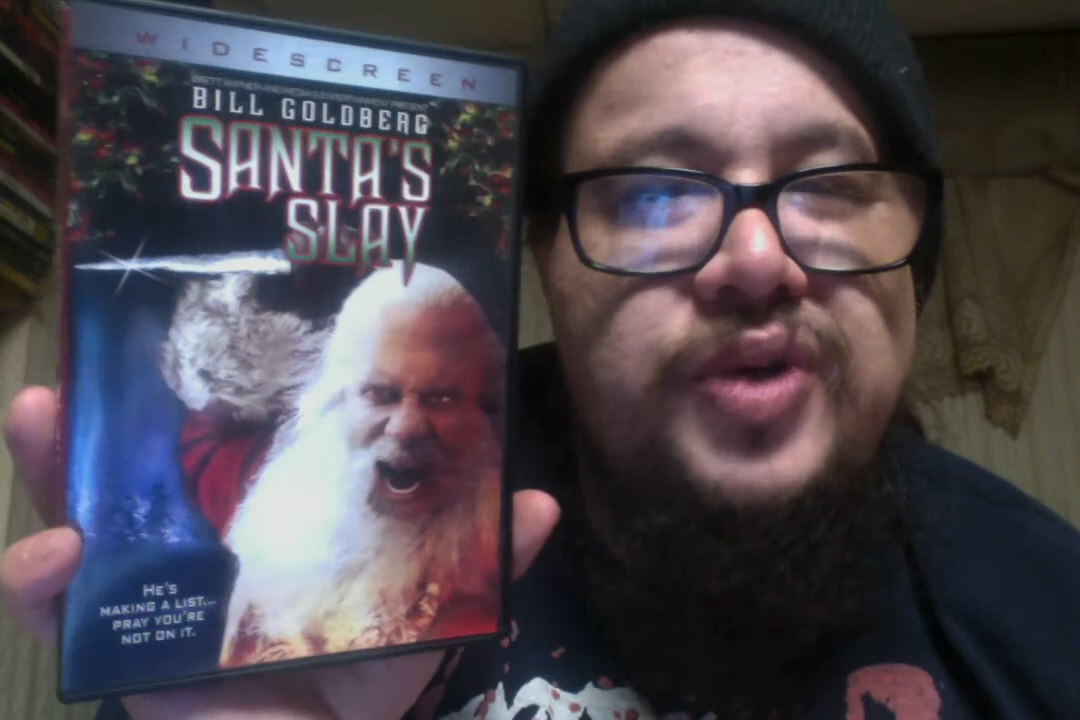 WIDESCREEN
BILL GOLDBERG
SANTA'S
SLAY
HE'S
MAKING A LIST...
PRAY YOU'RE
NOT ON IT.